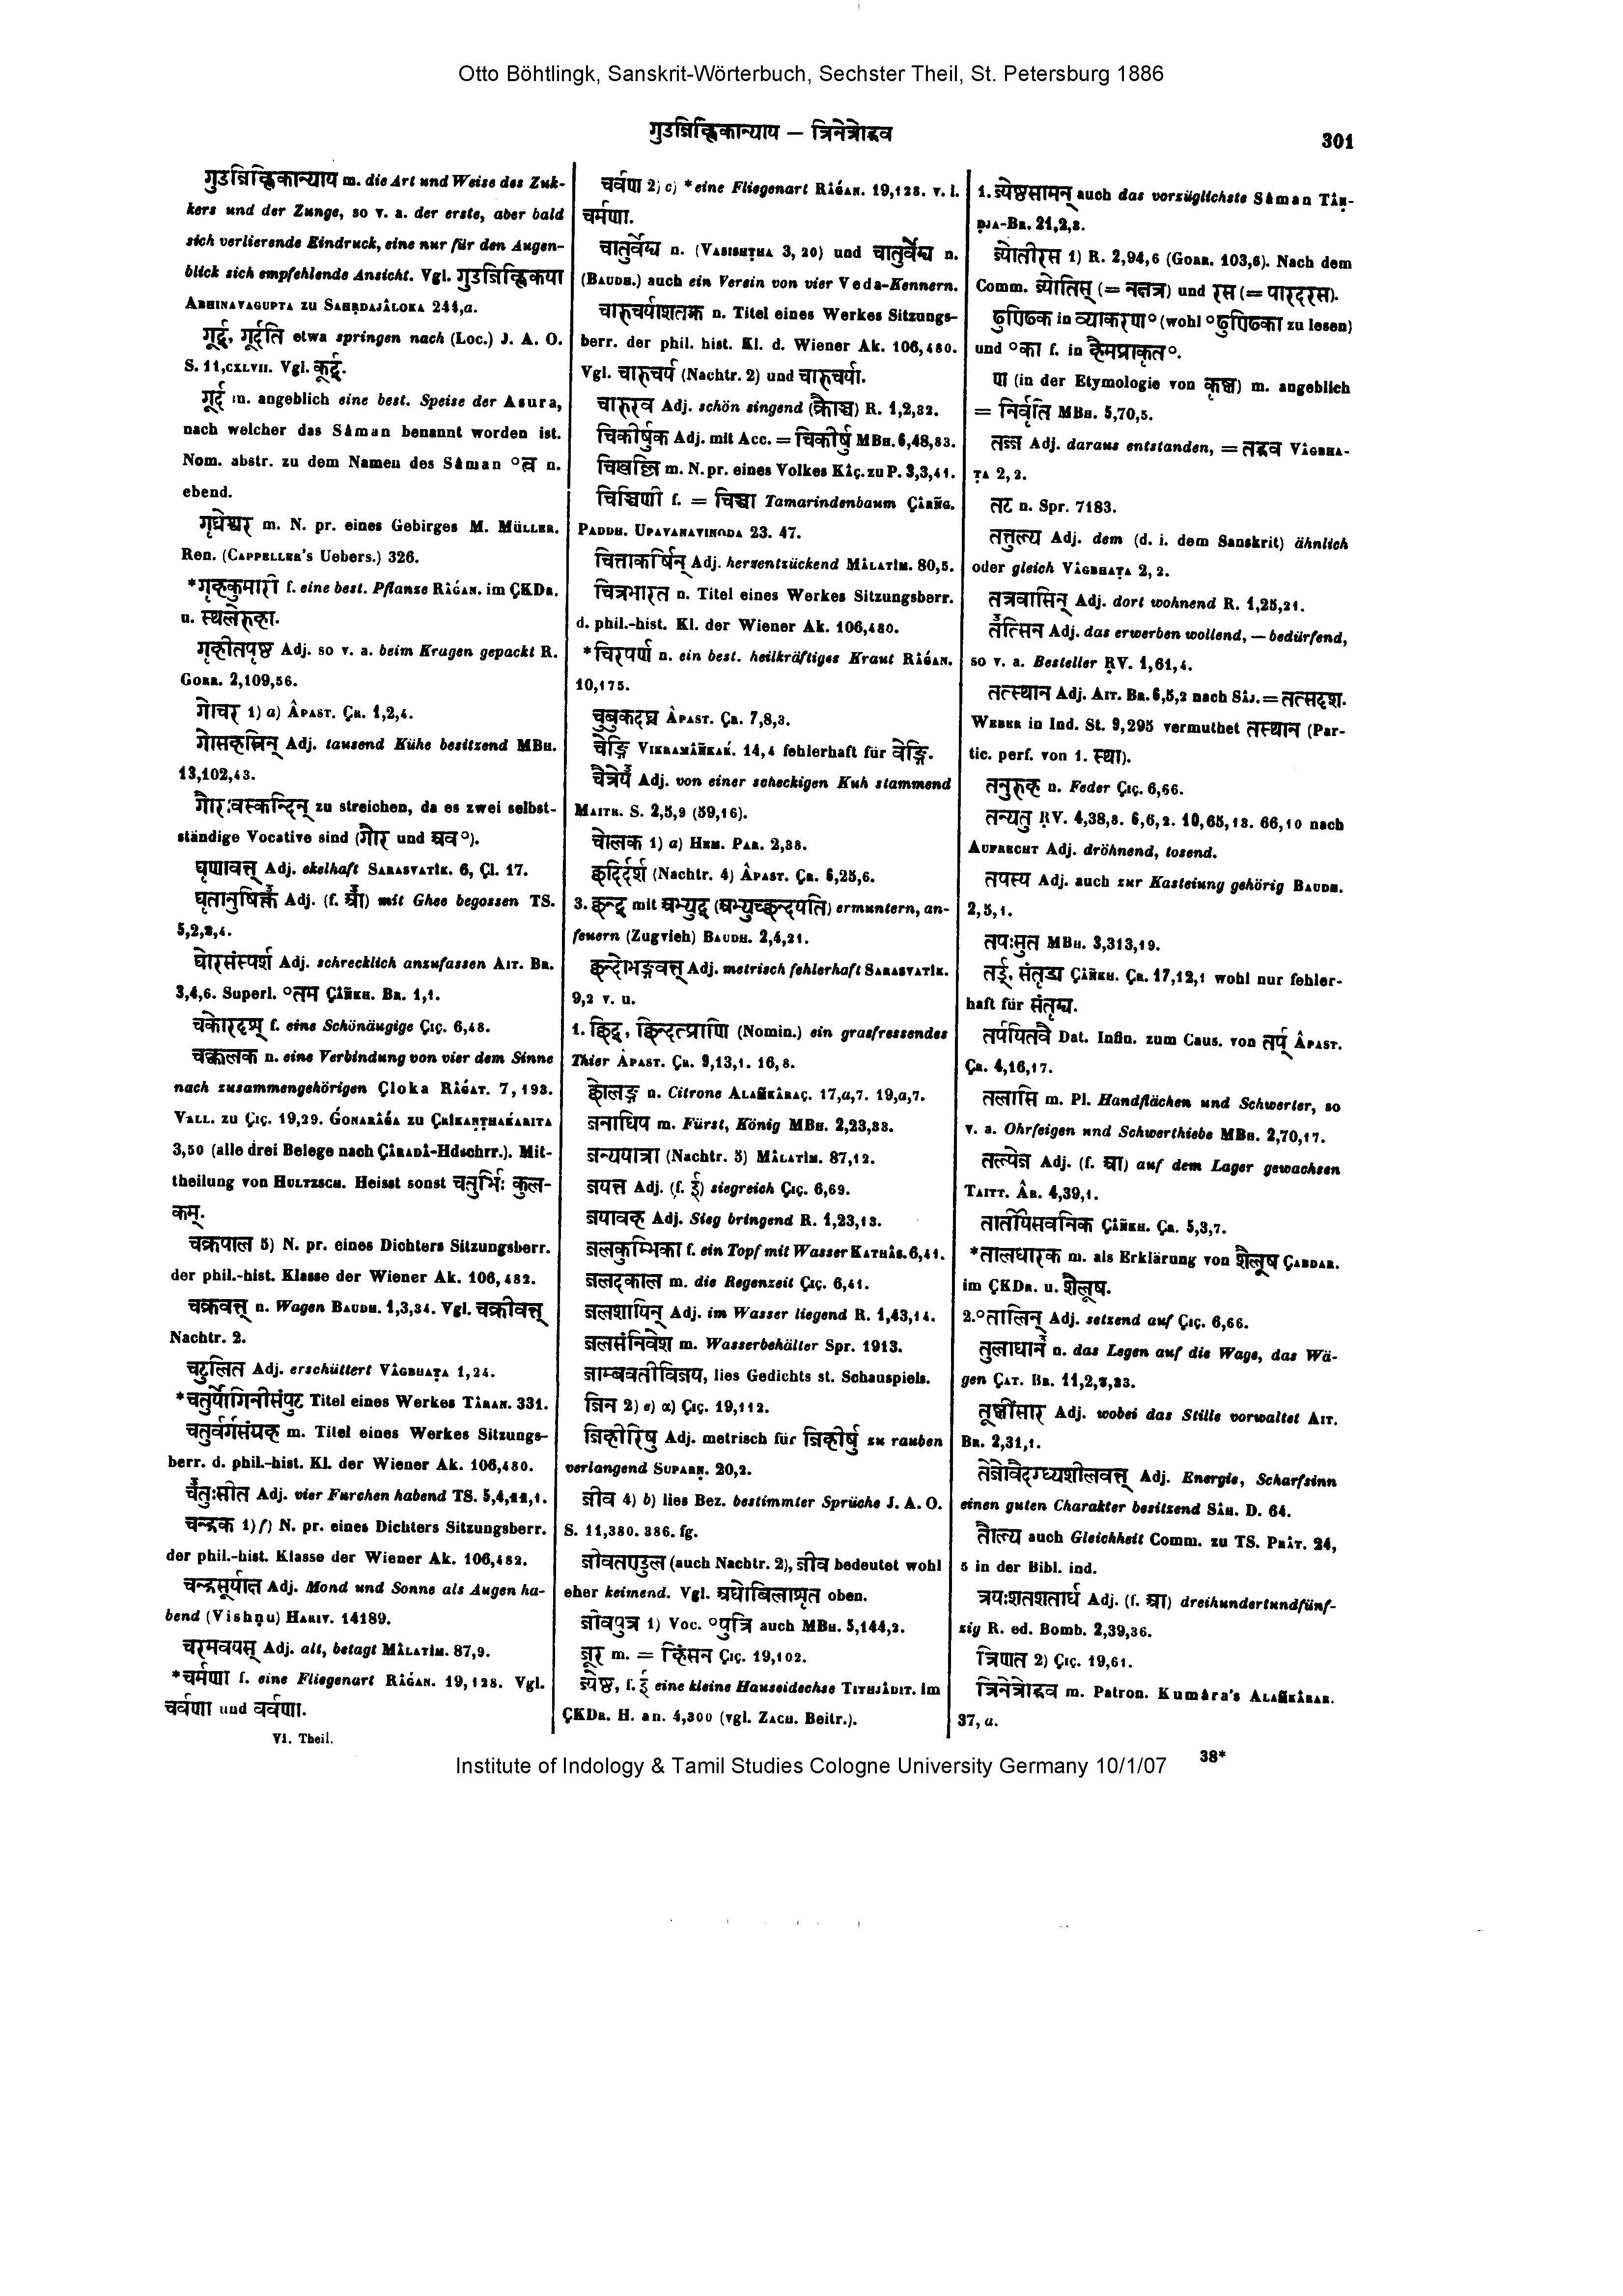 Otto Böhtlingk, Sanskrit-Wörterbuch, Sechster Theil, St. Petersburg 1886
गुडजिह्विकान्याय — त्रिनेत्रोद्भव
301
गुडजिह्विकान्याय m. die Art und Weise des Zuk-
kers und der Zunge, so v. a. der erste, aber bald
sich verlierende Eindruck, eine nur für den Augen-
blick sich empfehlende Ansicht. Vgl. गुडजिह्विकया
ABHINAVAGUPTA zu SAHṚDAJÂLOKA 244,a.
गूर्द्, गूर्दति etwa springen nach (Loc.) J. A. O.
S. 11,CXLVII. Vgl. कूर्द्.
गूर्द m. angeblich eine best. Speise der Asura,
nach welcher das Sâman benannt worden ist.
Nom. abstr. zu dem Namen des Sâman °त्व n.
ebend.
गृध्रेश्वर m. N. pr. eines Gebirges M. MÜLLER.
Ren. (CAPPELLER's Uebers.) 326.
*गृहकुमारी f. eine best. Pflanze RÂǴAN. im ÇKDR.
u. स्थलेरुहा.
गृहीतपृष्ठ Adj. so v. a. beim Kragen gepackt R.
GORR. 2,109,56.
गोचर 1) a) ÂPAST. ÇR. 1,2,4.
गोसहस्रिन् Adj. tausend Kühe besitzend MBH.
13,102,43.
गौरावस्कन्दिन् zu streichen, da es zwei selbst-
ständige Vocative sind (गौर und अव°).
घृणावत्त् Adj. ekelhaft SARASVATÎK. 6, Çl. 17.
घृतानुषिक्त Adj. (f. आ) mit Ghee begossen TS.
5,2,8,4.
घोरसंस्पर्श Adj. schrecklich anzufassen AIT. BR.
3,4,6. Superl. °तम ÇÂÑKH. BR. 1,1.
चकोरदृश् f. eine Schönäugige ÇIÇ. 6,48.
चक्कलक n. eine Verbindung von vier dem Sinne
nach zusammengehörigen Çloka RÂǴAT. 7,193.
VALL. zu ÇIÇ. 19,29. ǴONARÂǴA zu ÇRÎKAṆṬHAḰARITA
3,50 (alle drei Belege nach ÇÂRADÂ-Hdschrr.). Mit-
theilung von HULTZSCH. Heisst sonst चतुर्भिः कुल-
कम्.
चक्रपाल 5) N. pr. eines Dichters Sitzungsberr.
der phil.-hist. Klasse der Wiener Ak. 106,482.
चक्रवत्त् n. Wagen BAUDH. 1,3,34. Vgl. चक्रीवत्त्
Nachtr. 2.
चटुलित Adj. erschüttert VÂGBHAṬA 1,24.
*चतुर्योगिनीसंपुट Titel eines Werkes TÂRAN. 331.
चतुर्वर्गसंग्रह m. Titel eines Werkes Sitzungs-
berr. d. phil.-hist. Kl. der Wiener Ak. 106,480.
चतुःसीत Adj. vier Furchen habend TS. 5,4,11,1.
चन्द्रक 1) f) N. pr. eines Dichters Sitzungsberr.
der phil.-hist. Klasse der Wiener Ak. 106,482.
चन्द्रसूर्याक्ष Adj. Mond und Sonne als Augen ha-
bend (Vishṇu) HARIV. 14189.
चरमवयस् Adj. alt, betagt MÂLATÎM. 87,9.
*चर्मणा f. eine Fliegenart RÂǴAN. 19,128. Vgl.
चर्वणा und वर्वणा.
VI. Theil.
चर्वणा 2) c) *eine Fliegenart RÂǴAN. 19,128. v. l.
चर्मणा.
चातुर्वेद्य n. (VASISHṬHA 3, 20) und चातुर्वैद्य n.
(BAUDH.) auch ein Verein von vier Veda-Kennern.
चारुचर्याशतक n. Titel eines Werkes Sitzungs-
berr. der phil. hist. Kl. d. Wiener Ak. 106,480.
Vgl. चारुचर्य (Nachtr. 2) und चारुचर्या.
चारुरव Adj. schön singend (क्रौञ्च) R. 1,2,32.
चिकीर्षुक Adj. mit Acc. = चिकीर्षु MBH. 6,48,83.
चिखल्लि m. N. pr. eines Volkes KÂÇ. zu P. 3,3,41.
चिञ्चिणी f. = चिञ्चा Tamarindenbaum ÇÂRÑG.
PADDH. UPAVANAVINODA 23. 47.
चित्ताकर्षिन् Adj. herzentzückend MÂLATÎM. 80,5.
चित्रभारत n. Titel eines Werkes Sitzungsberr.
d. phil.-hist. Kl. der Wiener Ak. 106,480.
*चिरपर्ण n. ein best. heilkräftiges Kraut RÂǴAN.
10,175.
चुबुकदघ्न ÂPAST. ÇR. 7,8,3.
चेङ्गि VIKRAMÂÑKAḰ. 14,4 fehlerhaft für वेङ्गि.
चैत्रेय Adj. von einer scheckigen Kuh stammend
MAITR. S. 2,5,9 (59,16).
चोलक 1) a) HEM. PAR. 2,38.
छदिर्दर्श (Nachtr. 4) ÂPAST. ÇR. 6,25,6.
3. छन्द् mit अभ्युद् (अभ्युच्छन्दयति) ermuntern, an-
feuern (Zugvieh) BAUDH. 2,4,21.
छन्दोभङ्गवत्त् Adj. metrisch fehlerhaft SARASVATÎK.
9,2 v. u.
1. छिद्, छिन्दत्प्राणि (Nomin.) ein grasfressendes
Thier ÂPAST. ÇR. 9,13,1. 16,8.
छोलङ्ग n. Citrone ALAÑKÂRAÇ. 17,a,7. 19,a,7.
जनाधिप m. Fürst, König MBH. 2,23,33.
जन्ययात्रा (Nachtr. 5) MÂLATÎM. 87,12.
जयत्त Adj. (f. ई) siegreich ÇIÇ. 6,69.
जयावह Adj. Sieg bringend R. 1,23,13.
जलकुम्भिका f. ein Topf mit Wasser KATHÂS. 6,41.
जलदकाल m. die Regenzeit ÇIÇ. 6,41.
जलशायिन् Adj. im Wasser liegend R. 1,43,14.
जलसंनिवेश m. Wasserbehälter Spr. 1913.
जाम्बवतीविजय, lies Gedichts st. Schauspiels.
जिन 2) e) α) ÇIÇ. 19,112.
जिहीरिषु Adj. metrisch für जिहीर्षु zu rauben
verlangend SUPARṆ. 20,2.
जीव 4) b) lies Bez. bestimmter Sprüche J. A. O.
S. 11,380. 386. fg.
जीवतण्डुल (auch Nachtr. 2), जीव bedeutet wohl
eher keimend. Vgl. अधोबिलाश्रृत oben.
जीवपुत्र 1) Voc. °पुत्रि auch MBH. 5,144,2.
जूर m. = हिंसन ÇIÇ. 19,102.
ज्येष्ठ, f. ई eine kleine Hauseidechse TITHJÂDIT. im
ÇKDR. H. an. 4,300 (vgl. ZACH. Beitr.).
1. ज्येष्ठसामन् auch das vorzüglichste Sâman TÂṆ-
ḌJA-BR. 21,2,3.
ज्योतीरस 1) R. 2,94,6 (GORR. 103,6). Nach dem
Comm. ज्योतिस् (= नक्षत्र) und रस (= पारदरस).
ढुण्ढिक in व्याकरण° (wohl °ढुण्ढिका zu lesen)
und °का f. in हैमप्राकृत°.
ण (in der Etymologie von कृष्ण) m. angeblich
= निर्वृति MBH. 5,70,5.
तज्ज Adj. daraus entstanden, = तद्भव VÂGBHA-
ṬA 2,2.
तट n. Spr. 7183.
तत्तुल्य Adj. dem (d. i. dem Sanskrit) ähnlich
oder gleich VÂGBHAṬA 2,2.
तत्रवासिन् Adj. dort wohnend R. 1,25,21.
तत्सिन Adj. das erwerben wollend, — bedürfend,
so v. a. Besteller ṚV. 1,61,4.
तत्स्थान Adj. AIT. BR. 6,5,2 nach SÂJ. = तत्सदृश.
WEBER in Ind. St. 9,295 vermuthet तस्थान (Par-
tic. perf. von 1. स्था).
तनुरुह n. Feder ÇIÇ. 6,66.
तन्यतु ṚV. 4,38,8. 6,6,2. 10,65,13. 66,10 nach
AUFRECHT Adj. dröhnend, tosend.
तपस्य Adj. auch zur Kasteiung gehörig BAUDH.
2,5,1.
तपःसुत MBH. 3,313,19.
तर्द्, संतृद्य ÇÂÑKH. ÇR. 17,12,1 wohl nur fehler-
haft für संतृद्य.
तर्पयितवै Dat. Infin. zum Caus. von तर्प् ÂPAST.
ÇR. 4,16,17.
तलासि m. Pl. Handflächen und Schwerter, so
v. a. Ohrfeigen und Schwerthiebe MBH. 2,70,17.
तल्पेज Adj. (f. आ) auf dem Lager gewachsen
TAITT. ÂR. 4,39,1.
तार्तीयसवनिक ÇÂÑKH. ÇR. 5,3,7.
*तालधारक m. als Erklärung von शैलूष ÇABDAR.
im ÇKDR. u. शैलूष.
2.°तालिन् Adj. setzend auf ÇIÇ. 6,66.
तुलाधान n. das Legen auf die Wage, das Wä-
gen ÇAT. BR. 11,2,7,33.
तूष्णींसार Adj. wobei das Stille vorwaltet AIT.
BR. 2,31,1.
तेजोवैदग्ध्यशीलवत्त् Adj. Energie, Scharfsinn
einen guten Charakter besitzend SÂH. D. 64.
तौल्य auch Gleichheit Comm. zu TS. PRÂT. 24,
5 in der Bibl. ind.
त्रयःशतशतार्ध Adj. (f. आ) dreihundertundfünf-
zig R. ed. Bomb. 2,39,36.
त्रिणत 2) ÇIÇ. 19,61.
त्रिनेत्रोद्भव m. Patron. Kumâra's ALAÑKÂRAR.
37, a.
38*
Institute of Indology & Tamil Studies Cologne University Germany 10/1/07